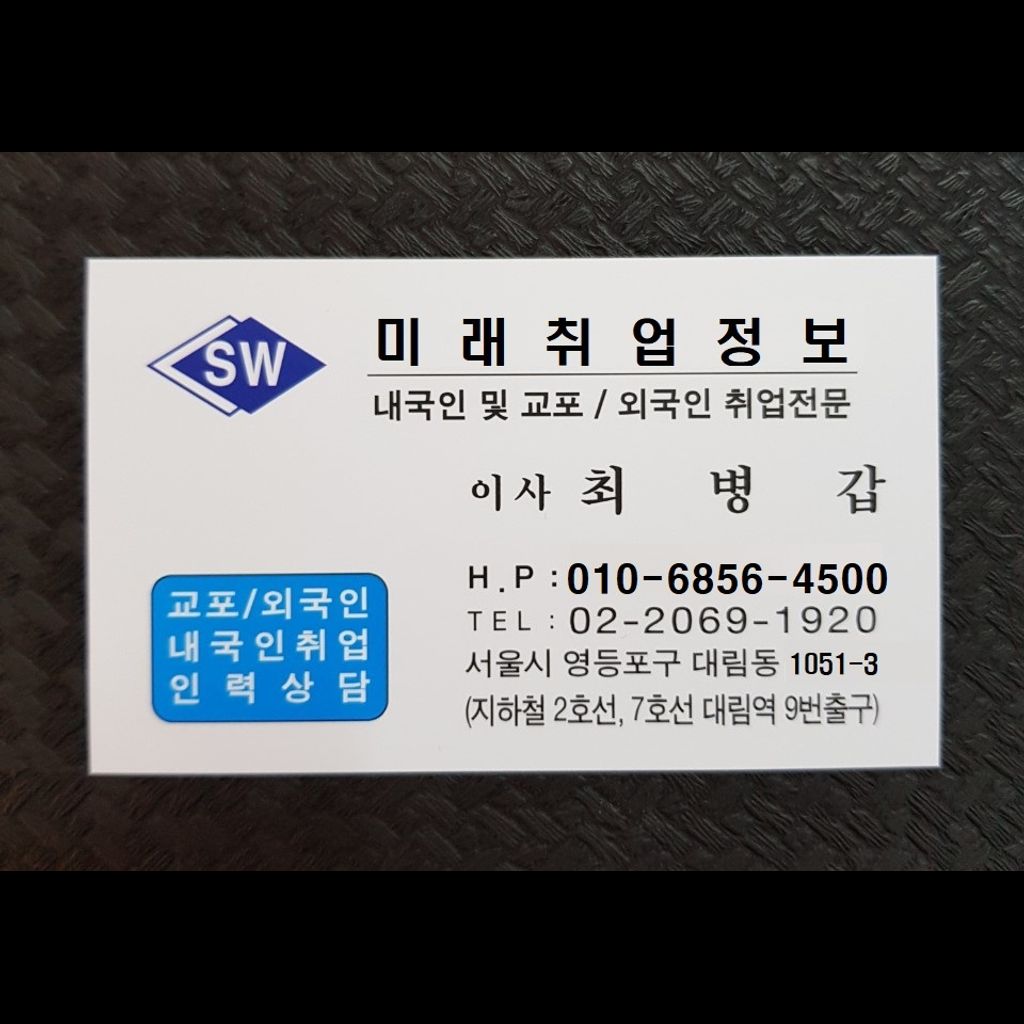 SW
미래취업정보
내국인 및 교포 / 외국인 취업전문
이사 최 병 갑
H.P : 010-6856-4500
TEL : 02-2069-1920
서울시 영등포구 대림동 1051-3
(지하철 2호선, 7호선 대림역 9번출구)
교포/외국인
내국인취업
인력상담